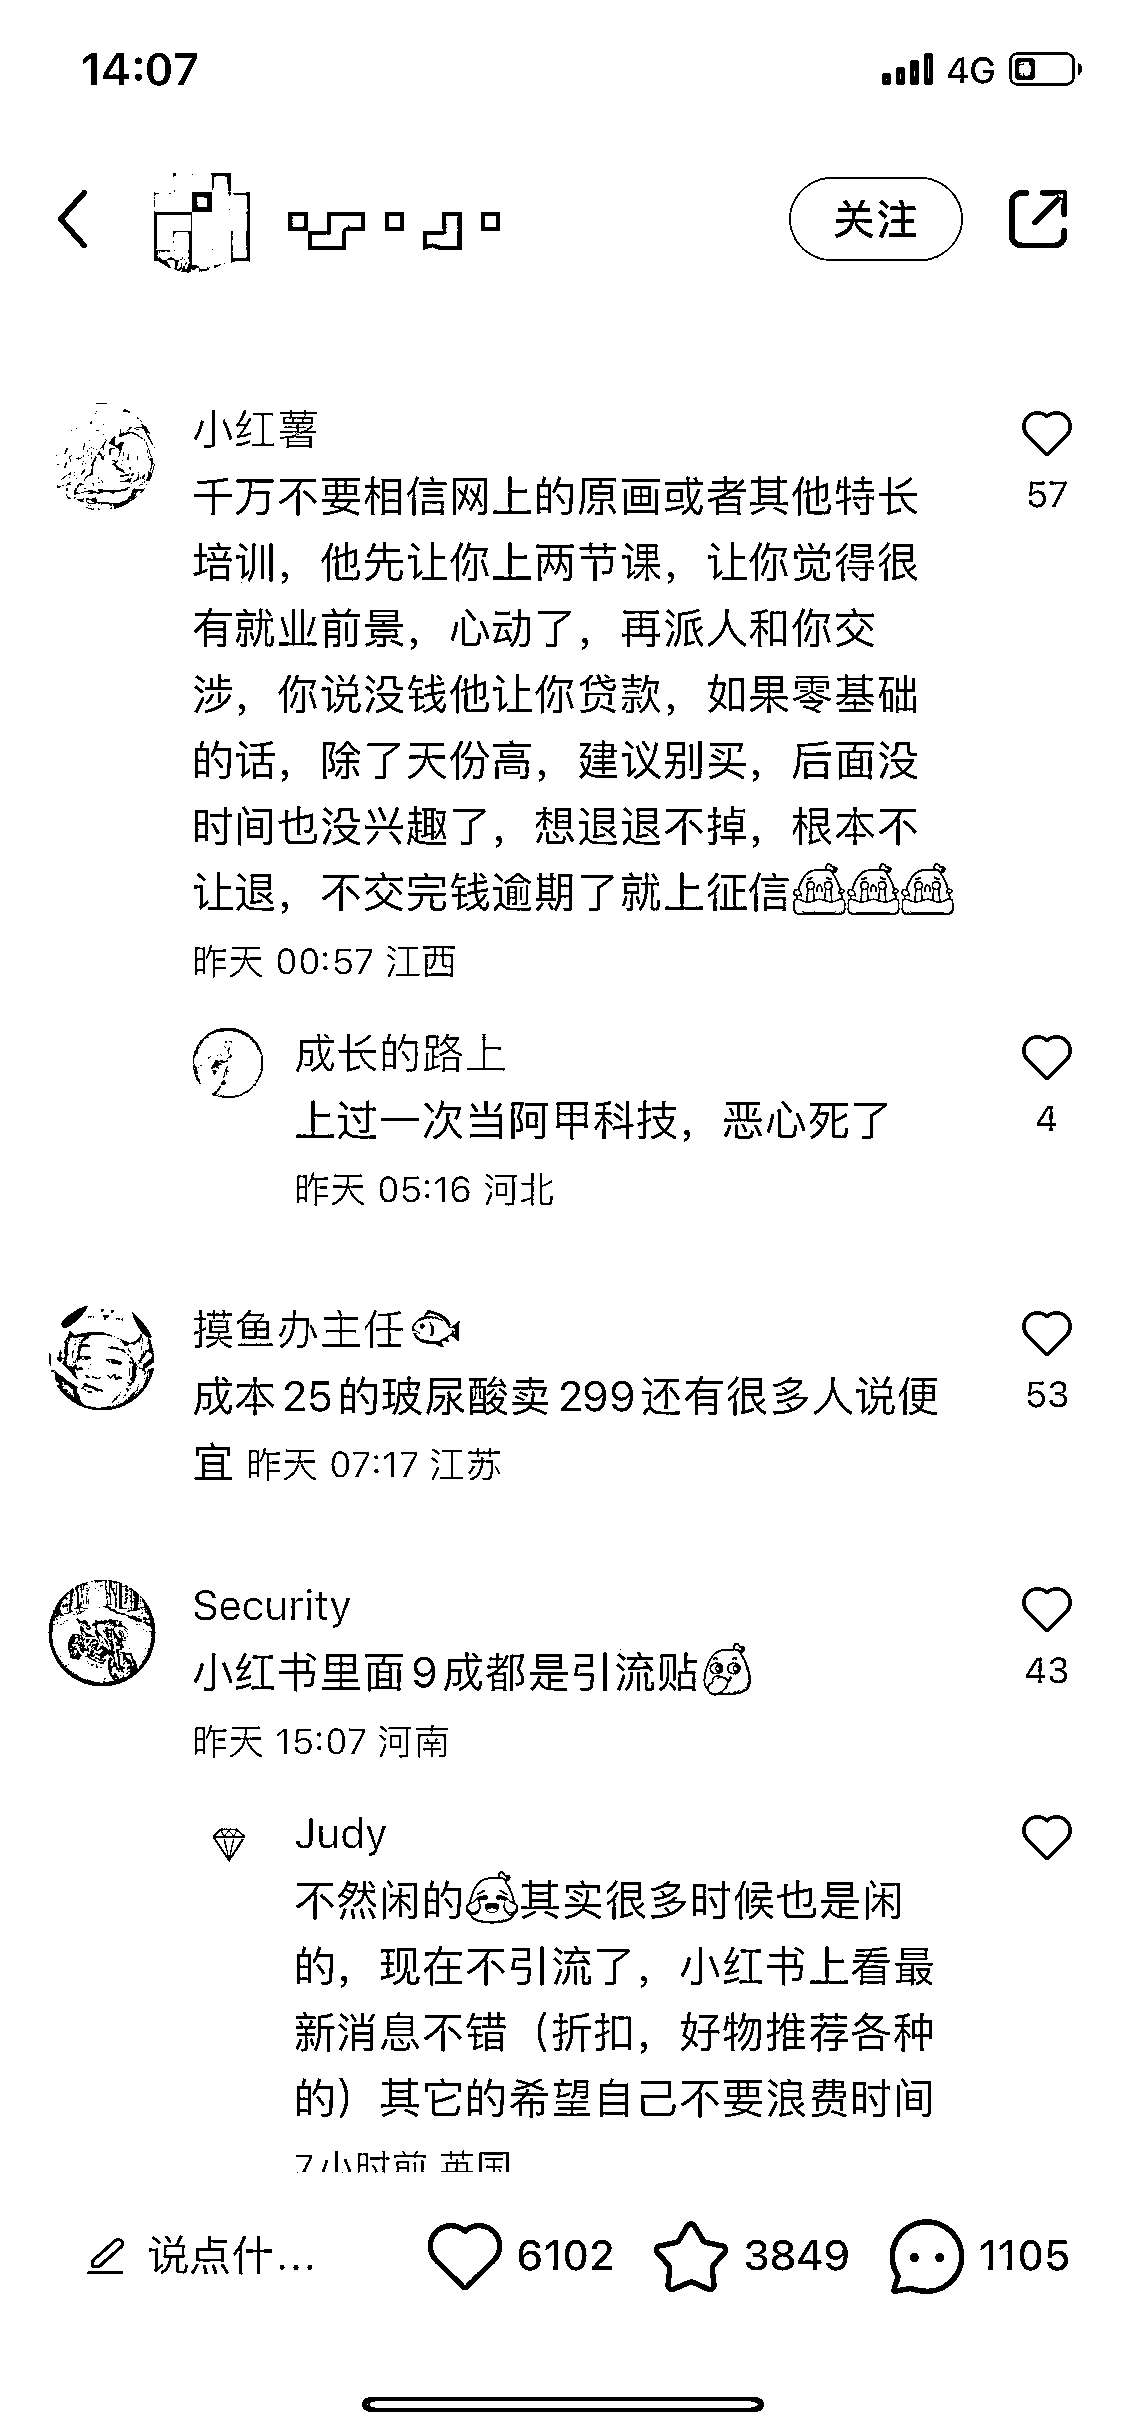 14:07
4G
关注
小红薯
千万不要相信网上的原画或者其他特长
57
培训，他先让你上两节课，让你觉得很
有就业前景，心动了，再派人和你交
涉，你说没钱他让你贷款，如果零基础
的话，除了天份高，建议别买，后面没
时间也没兴趣了，想退退不掉，根本不
让退，不交完钱逾期了就上征信
昨天 00:57 江西
成长的路上
上过一次当阿甲科技，恶心死了
4
昨天 05:16 河北
摸鱼办主任
成本25的玻尿酸卖299还有很多人说便
53
宜 昨天 07:17 江苏
Security
小红书里面9成都是引流贴
43
昨天 15:07 河南
Judy
不然闲的其实很多时候也是闲
的，现在不引流了，小红书上看最
新消息不错（折扣，好物推荐各种
的）其它的希望自己不要浪费时间
7小时前 英国
说点什...
6102
3849
1105